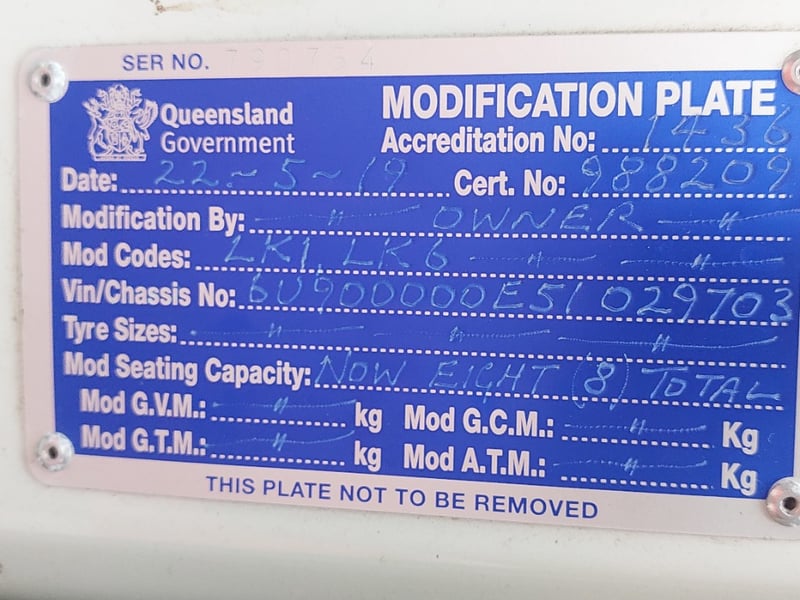 SER NO. 790754
Queensland
Government
MODIFICATION PLATE
Accreditation No: 1436
Date: 22-5-19 Cert. No: 988209
Modification By: -"- OWNER -"-
Mod Codes: LK1 LK6 -"- -"-
Vin/Chassis No: 6U900000E51029703
Tyre Sizes: -"- -"- -"-
Mod Seating Capacity: NOW EIGHT (8) TOTAL
Mod G.V.M.: -"- kg Mod G.C.M.: -"- Kg
Mod G.T.M.: -"- kg Mod A.T.M.: -"- Kg
THIS PLATE NOT TO BE REMOVED